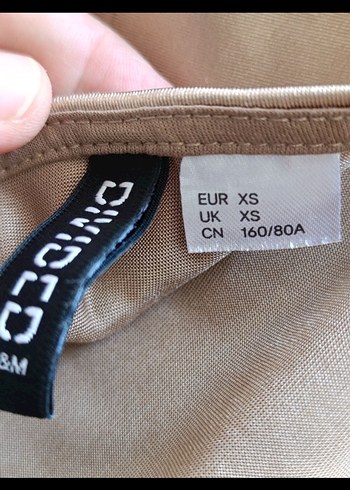 EUR XS
UK XS
CN 160/80A
&M